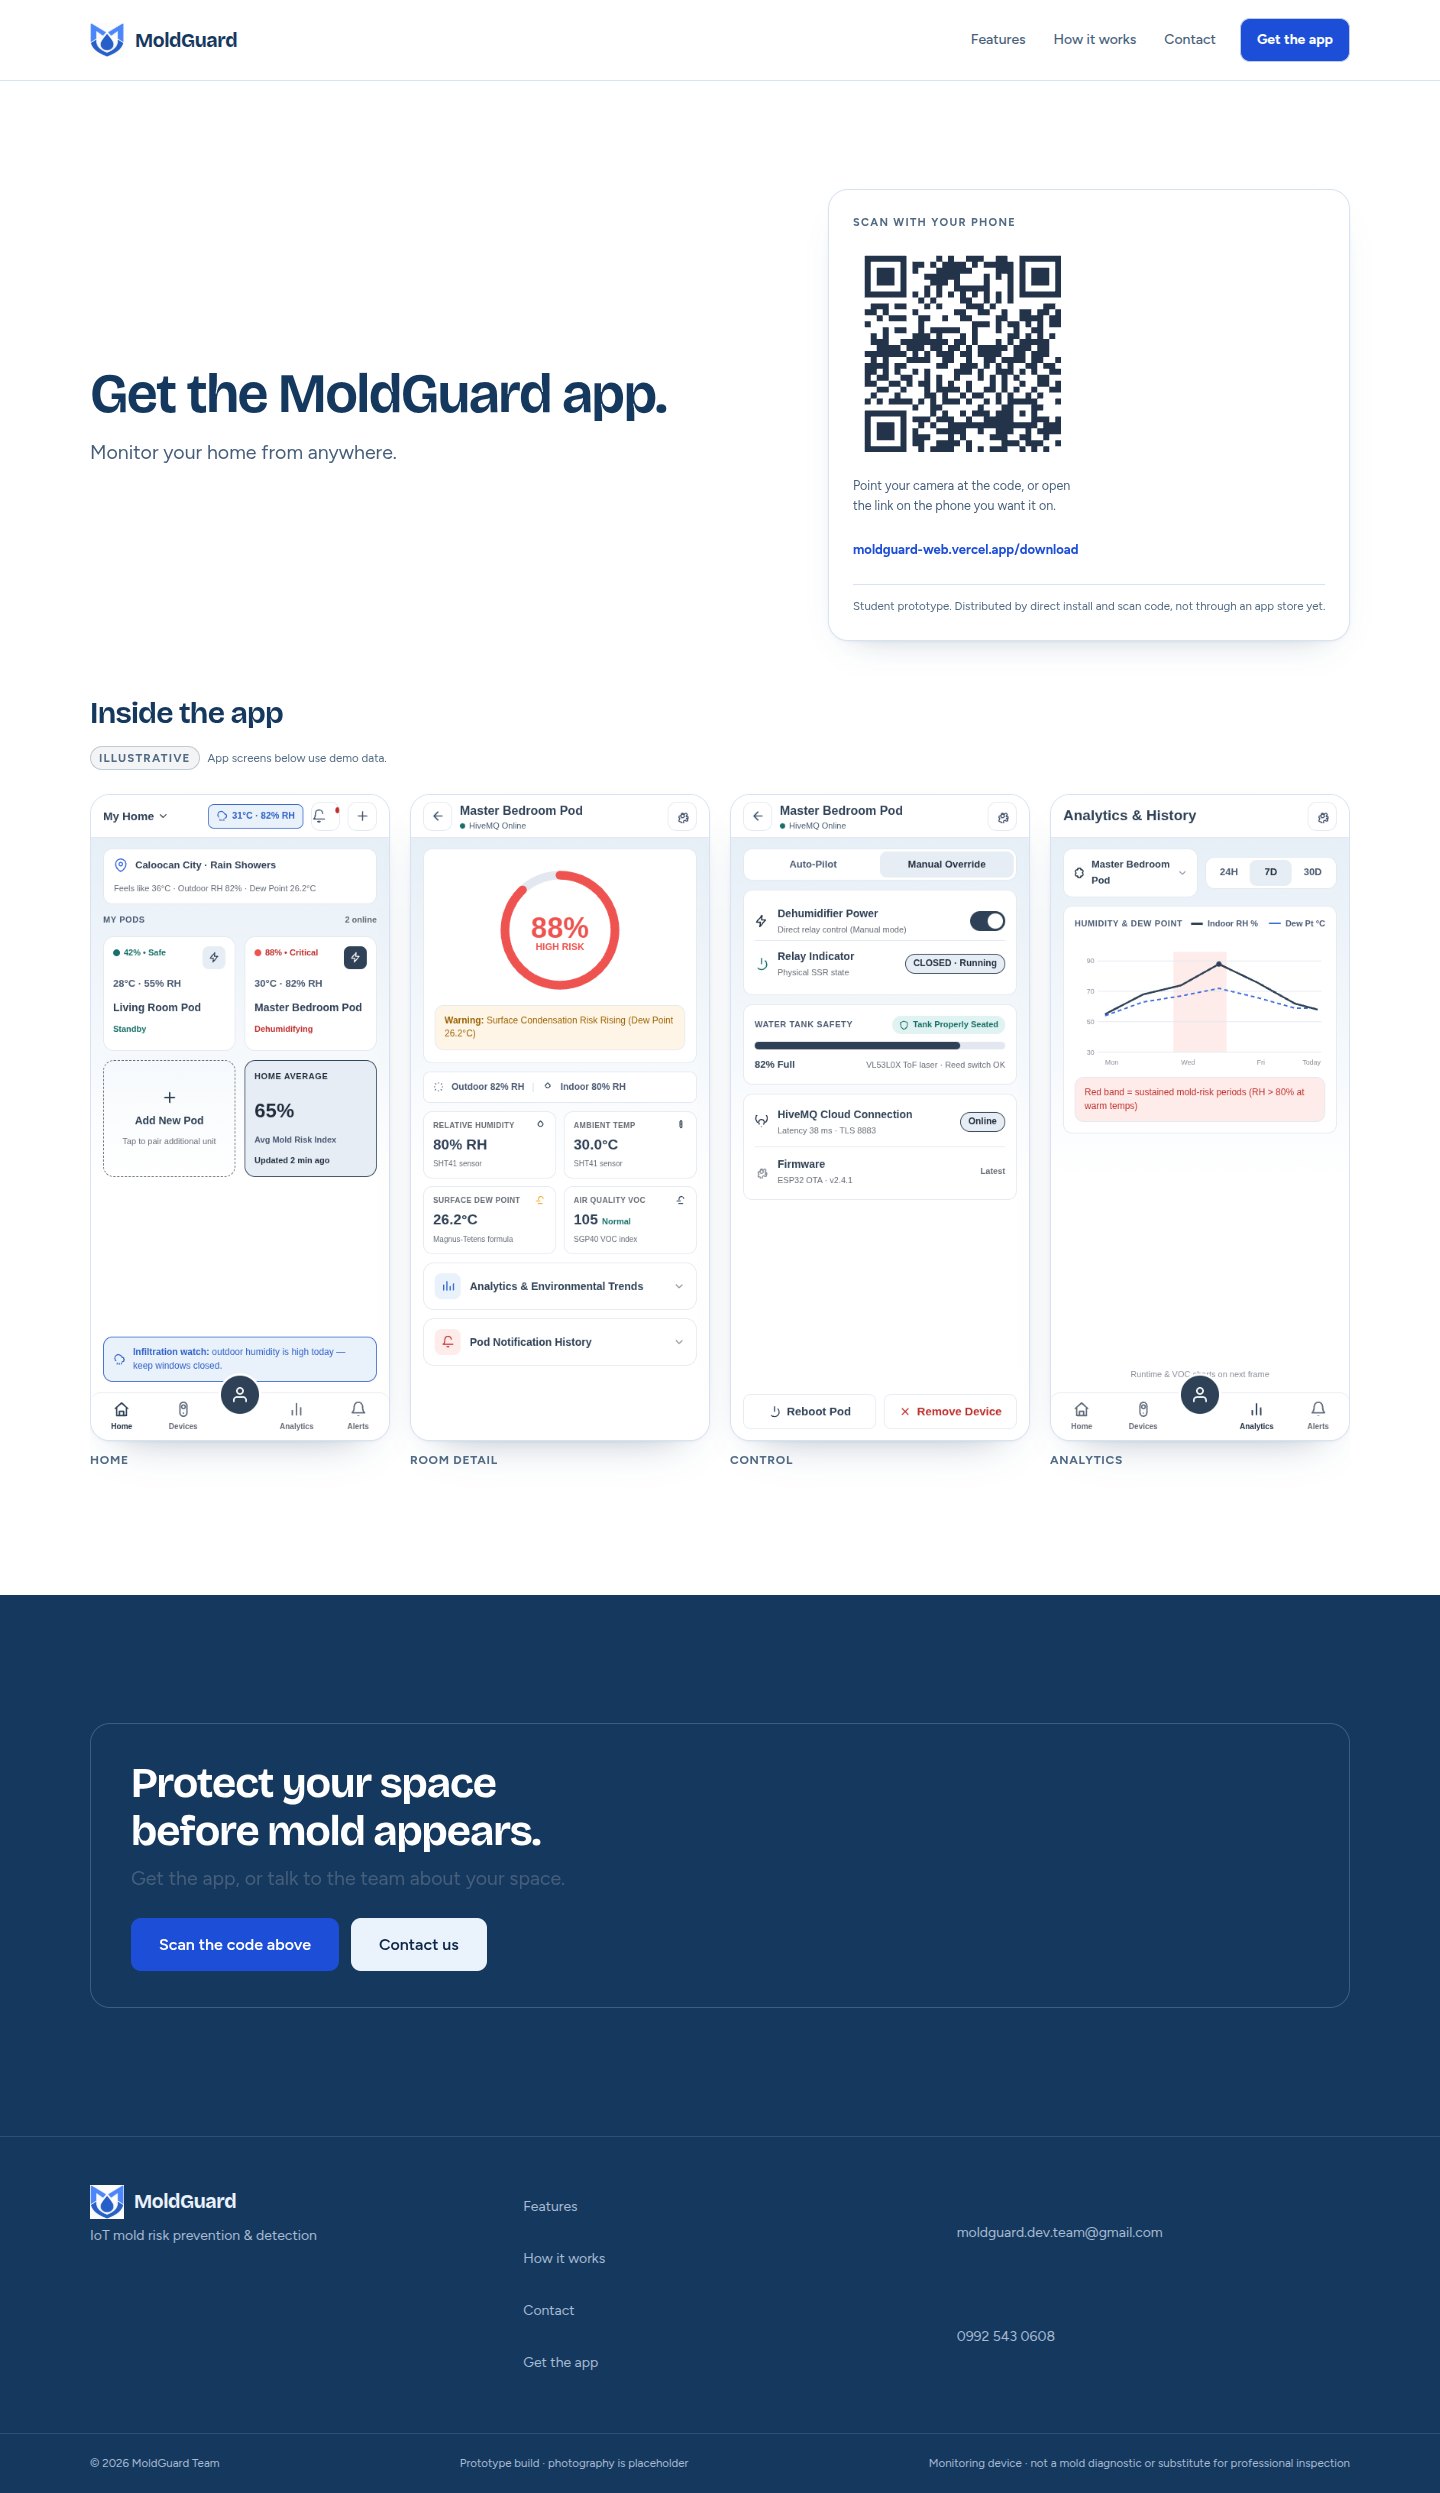 MoldGuard
Features
How it works
Contact
Get the app
SCAN WITH YOUR PHONE
Get the MoldGuard app.
Monitor your home from anywhere.
Point your camera at the code, or open
the link on the phone you want it on.
moldguard-web.vercel.app/download
Student prototype. Distributed by direct install and scan code, not through an app store yet.
Inside the app
ILLUSTRATIVE
App screens below use demo data.
My Home
31°C · 82% RH
Caloocan City · Rain Showers
Feels like 36°C · Outdoor RH 82% · Dew Point 26.2°C
MY PODS
2 online
42% • Safe
28°C · 55% RH
Living Room Pod
Standby
88% • Critical
30°C · 82% RH
Master Bedroom Pod
Dehumidifying
Add New Pod
Tap to pair additional unit
HOME AVERAGE
65%
Avg Mold Risk Index
Updated 2 min ago
Infiltration watch: outdoor humidity is high today —
keep windows closed.
Home
Devices
Analytics
Alerts
HOME
Master Bedroom Pod
HiveMQ Online
88%
HIGH RISK
Warning: Surface Condensation Risk Rising (Dew Point
26.2°C)
Outdoor 82% RH
Indoor 80% RH
RELATIVE HUMIDITY
80% RH
SHT41 sensor
AMBIENT TEMP
30.0°C
SHT41 sensor
SURFACE DEW POINT
26.2°C
Magnus-Tetens formula
AIR QUALITY VOC
105 Normal
SGP40 VOC index
Analytics & Environmental Trends
Pod Notification History
ROOM DETAIL
Master Bedroom Pod
HiveMQ Online
Auto-Pilot
Manual Override
Dehumidifier Power
Direct relay control (Manual mode)
Relay Indicator
Physical SSR state
CLOSED · Running
WATER TANK SAFETY
Tank Properly Seated
82% Full
VL53L0X ToF laser · Reed switch OK
HiveMQ Cloud Connection
Latency 38 ms · TLS 8883
Online
Firmware
ESP32 OTA · v2.4.1
Latest
Reboot Pod
Remove Device
CONTROL
Analytics & History
Master Bedroom
Pod
24H
7D
30D
HUMIDITY & DEW POINT
Indoor RH %
Dew Pt °C
90
70
50
30
Mon
Wed
Fri
Today
Red band = sustained mold-risk periods (RH > 80% at
warm temps)
Runtime & VOC on next frame
Home
Devices
Analytics
Alerts
ANALYTICS
Protect your space
before mold appears.
Get the app, or talk to the team about your space.
Scan the code above
Contact us
MoldGuard
IoT mold risk prevention & detection
Features
How it works
Contact
Get the app
moldguard.dev.team@gmail.com
0992 543 0608
© 2026 MoldGuard Team
Prototype build · photography is placeholder
Monitoring device · not a mold diagnostic or substitute for professional inspection